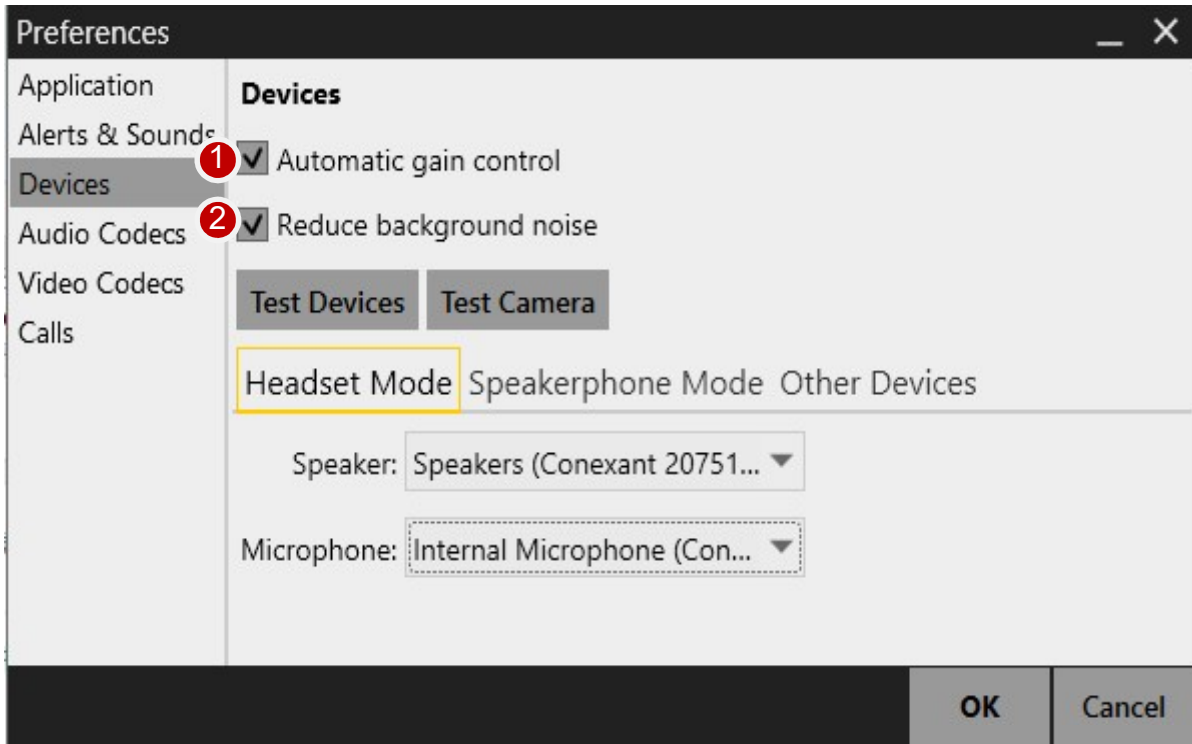 Preferences
Application
Alerts & Sounds
Devices
Audio Codecs
Video Codecs
Calls
Devices
1 Automatic gain control
2 Reduce background noise
Test Devices Test Camera
Headset Mode Speakerphone Mode Other Devices
Speaker: Speakers (Conexant 20751...
Microphone: Internal Microphone (Con...
OK Cancel